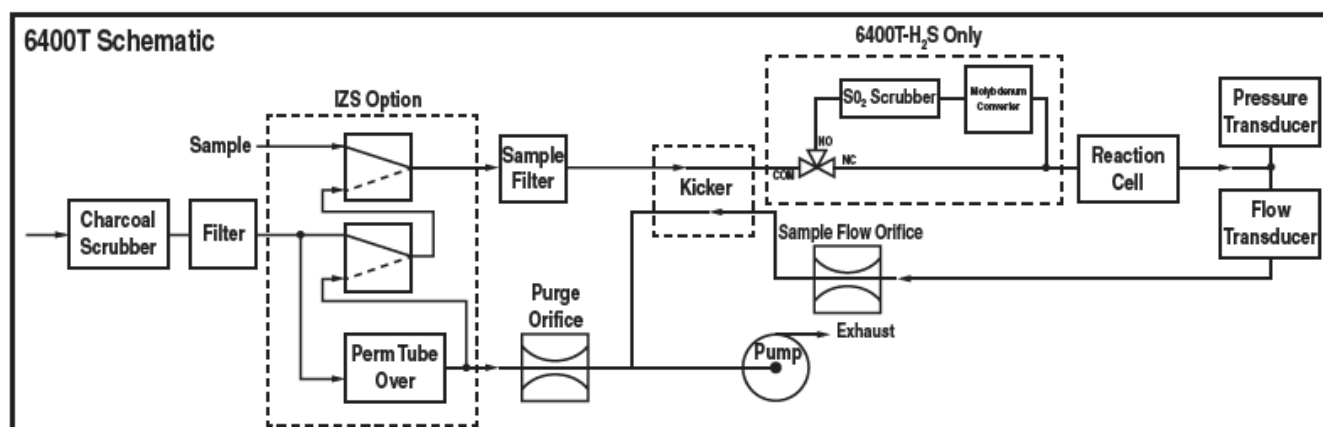 6400T Schematic
6400T-H₂S Only
IZS Option
S0₂ Scrubber
Molybdenum
Converter
Pressure
Transducer
Sample
Sample
Filter
NO
COM
NC
Kicker
Reaction
Cell
Charcoal
Scrubber
Filter
Sample Flow Orifice
Flow
Transducer
Purge
Orifice
Exhaust
Perm Tube
Over
Pump